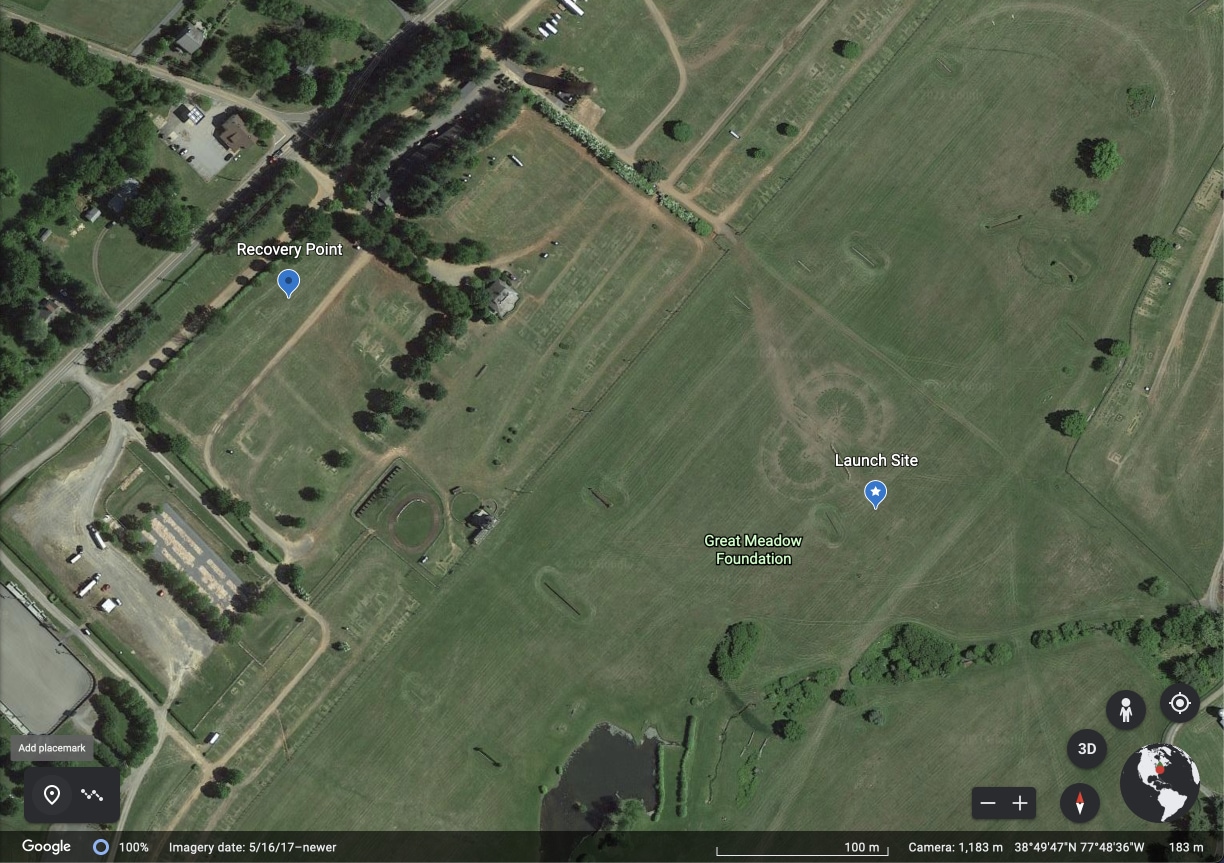 Recovery Point
Launch Site
Great Meadow
Foundation
Add placemark
3D
Google
100%
Imagery date: 5/16/17–newer
100 m
Camera: 1,183 m
38°49'47"N 77°48'36"W
183 m